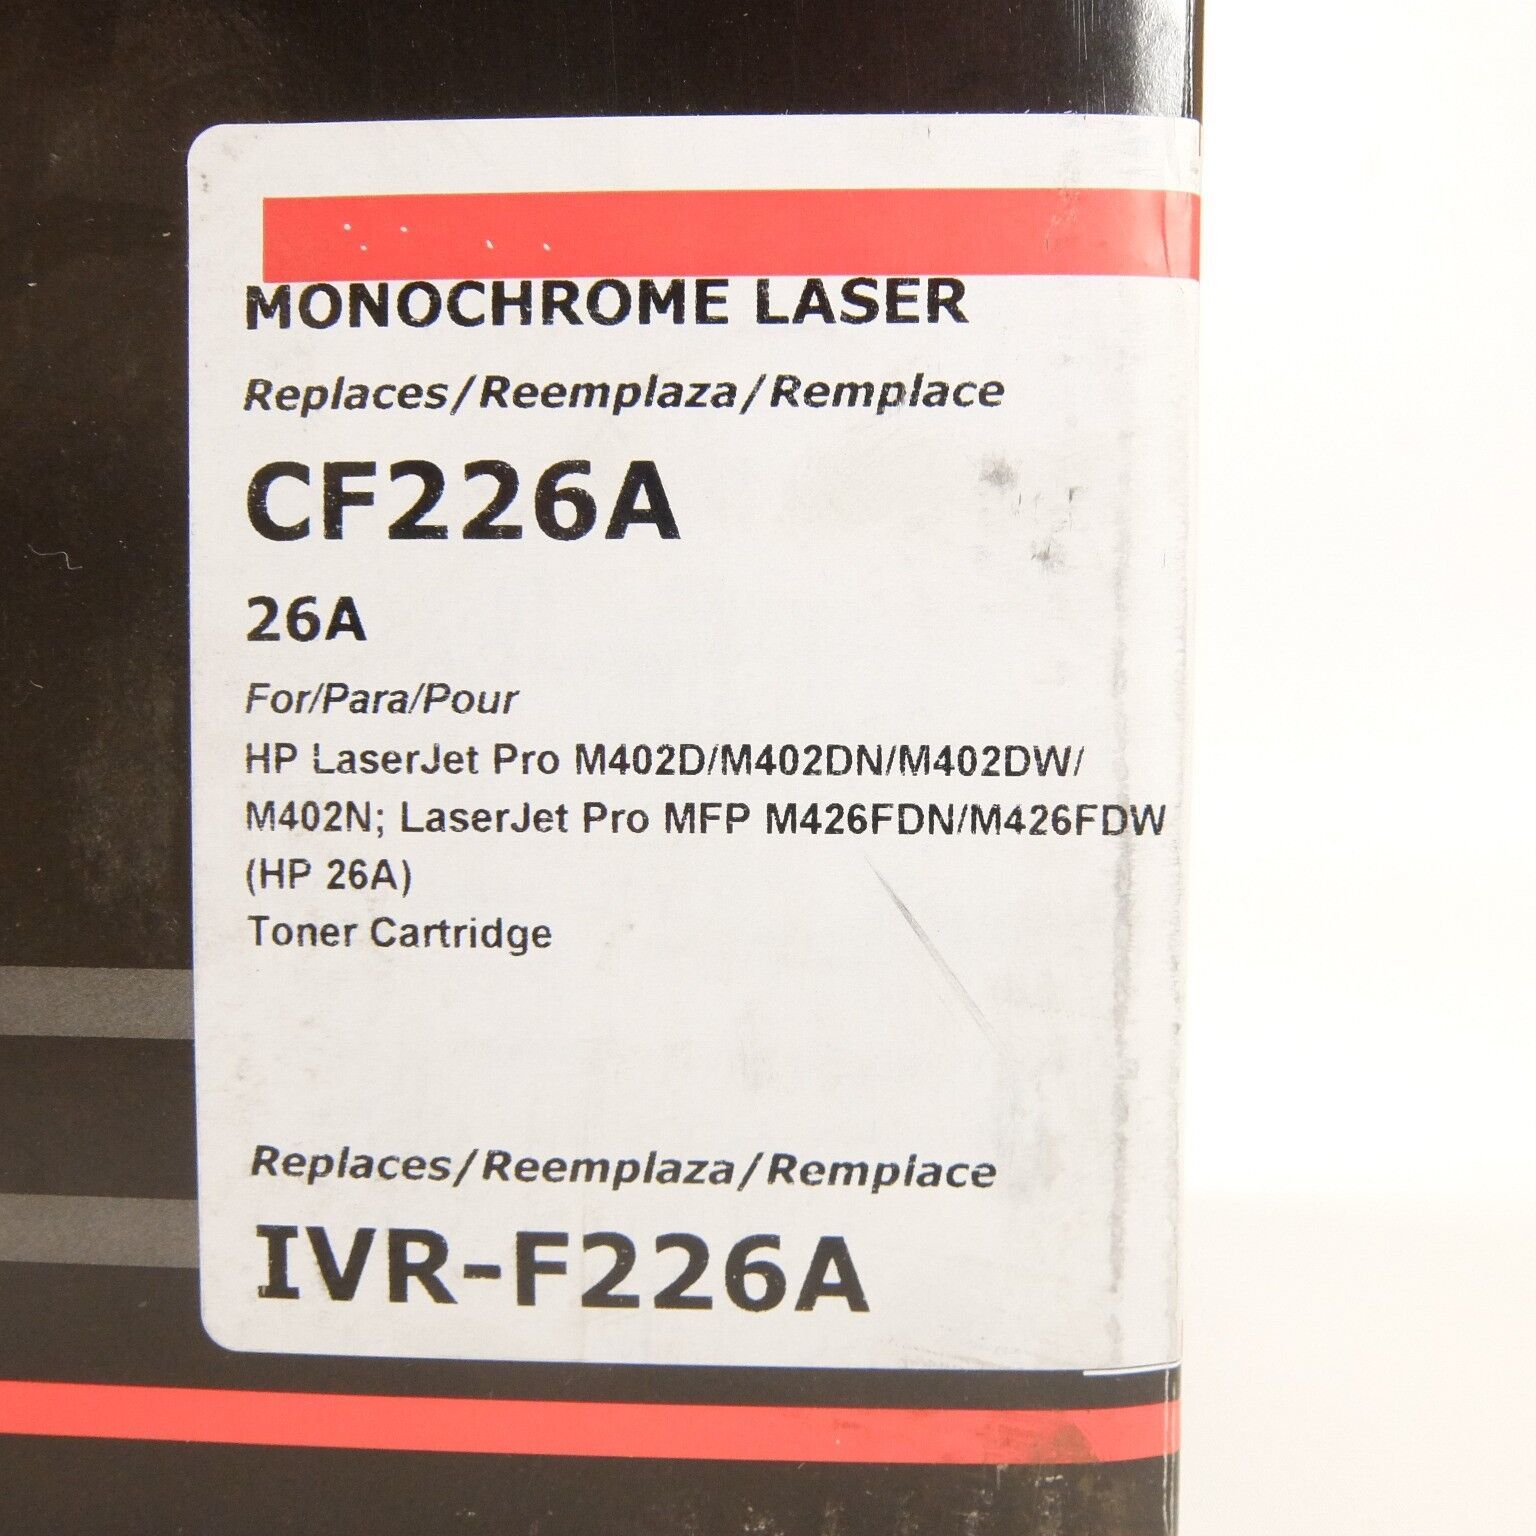 MONOCHROME LASER
Replaces/Reemplaza/Remplace
CF226A
26A
For/Para/Pour
HP LaserJet Pro M402D/M402DN/M402DW/
M402N; LaserJet Pro MFP M426FDN/M426FDW
(HP 26A)
Toner Cartridge
Replaces/Reemplaza/Remplace
IVR-F226A